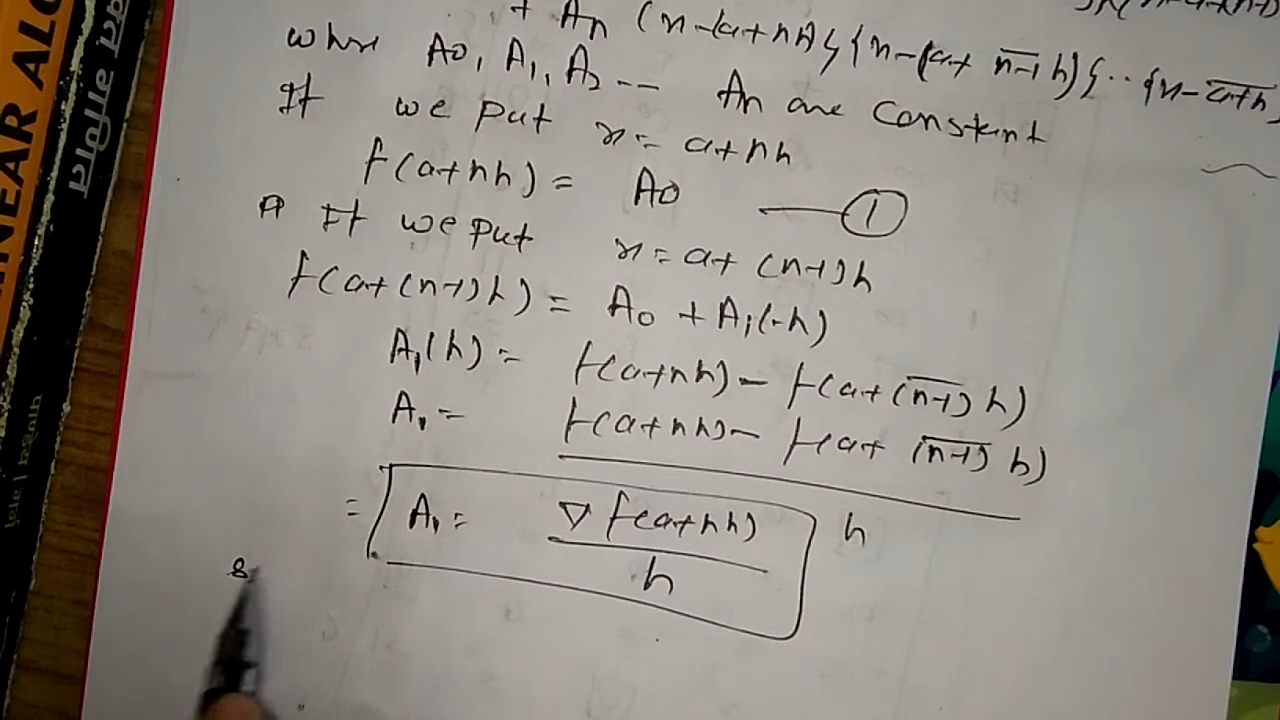 + An (x-(a+nh)}{x-(a+ n-1 h)}..{x-a+h}
where A0, A1, A2 -- An are Constant
If we put x = a+nh
f(a+nh) = A0 —①
If we put x = a+ (n-1)h
f(a+(n-1)h) = A0 + A1(-h)
A1(h) = f(a+nh) - f(a+(n-1)h)
A1 = f(a+nh) - f(a+ (n-1) h)
h
= A1 = ∇ f(a+nh)
h
&
LINEAR ALG